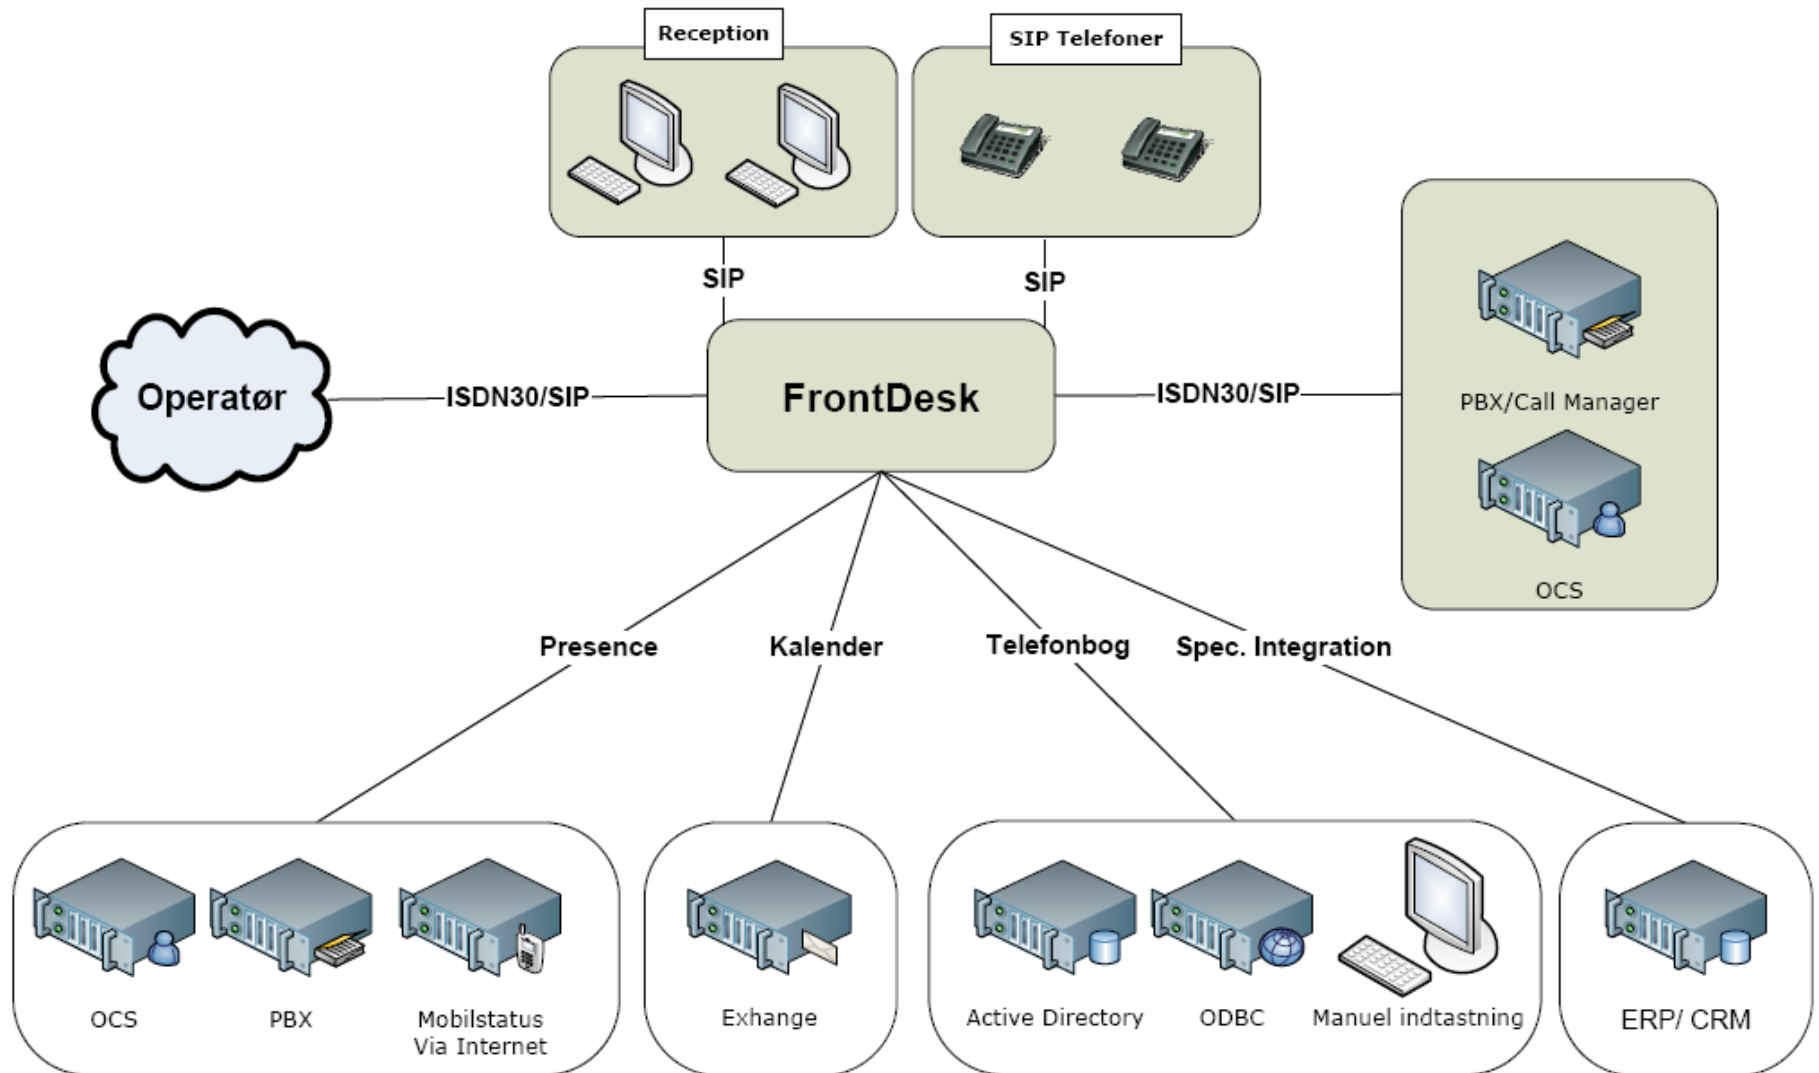 Reception
SIP Telefoner
SIP
SIP
Operatør
ISDN30/SIP
FrontDesk
ISDN30/SIP
PBX/Call Manager
OCS
Presence
Kalender
Telefonbog
Spec. Integration
OCS
PBX
Mobilstatus
Via Internet
Exhange
Active Directory
ODBC
Manuel indtastning
ERP/ CRM